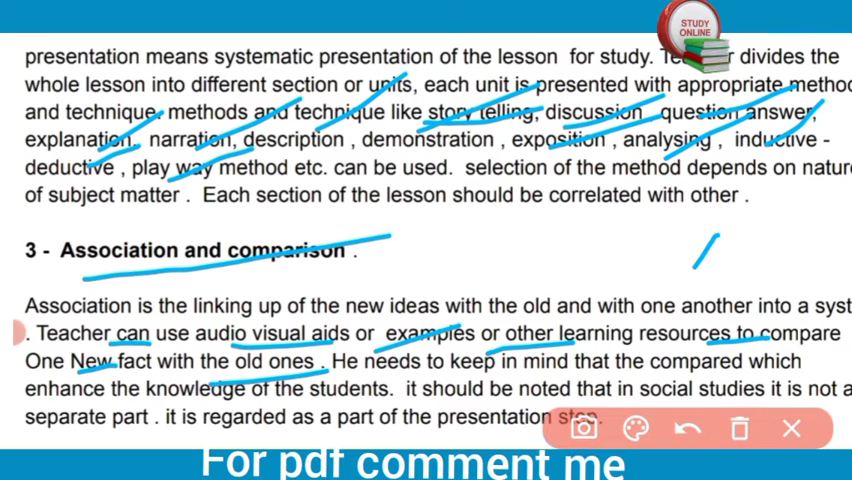 STUDY
ONLINE
presentation means systematic presentation of the lesson for study. divides the
whole lesson into different section or units, each unit is presented with appropriate metho
and technique. methods and technique like story telling, discussion question answer,
explanation, narration, description , demonstration , exposition , analysing , inductive -
deductive , play way method etc. can be used. selection of the method depends on nature
of subject matter . Each section of the lesson should be correlated with other .
3 - Association and comparison .
Association is the linking up of the new ideas with the old and with one another into a syst
. Teacher can use audio visual aids or examples or other learning resources to compare
One New fact with the old ones . He needs to keep in mind that the compared which
enhance the knowledge of the students. it should be noted that in social studies it is not a
separate part . it is regarded as a part of the presentation step.
For pdf comment me